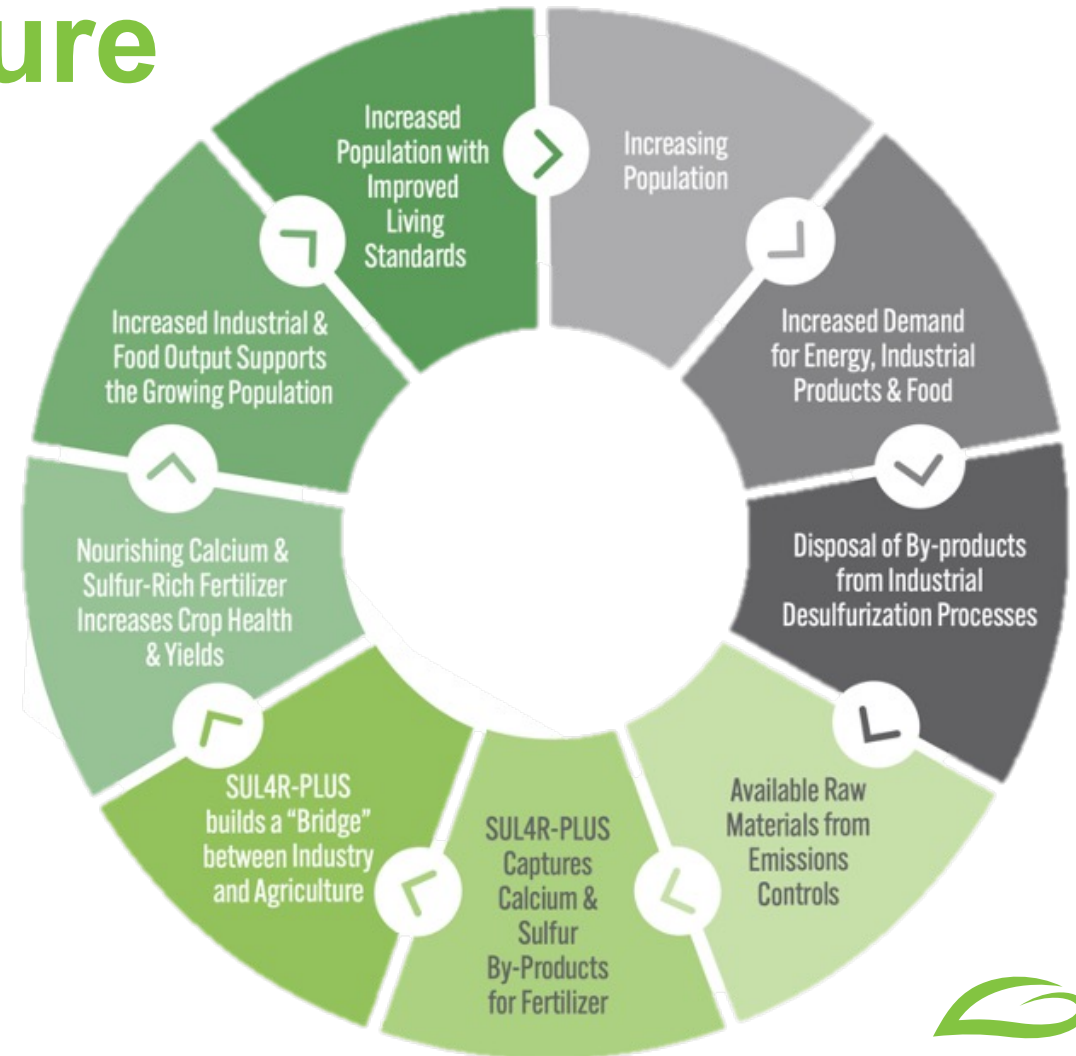 ure
Increasing
Population
Increased Demand
for Energy, Industrial
Products & Food
Disposal of By-products
from Industrial
Desulfurization Processes
Available Raw
Materials from
Emissions
Controls
SUL4R-PLUS
Captures
Calcium &
Sulfur
By-Products
for Fertilizer
SUL4R-PLUS
builds a “Bridge”
between Industry
and Agriculture
Nourishing Calcium &
Sulfur-Rich Fertilizer
Increases Crop Health
& Yields
Increased Industrial &
Food Output Supports
the Growing Population
Increased
Population with
Improved
Living
Standards